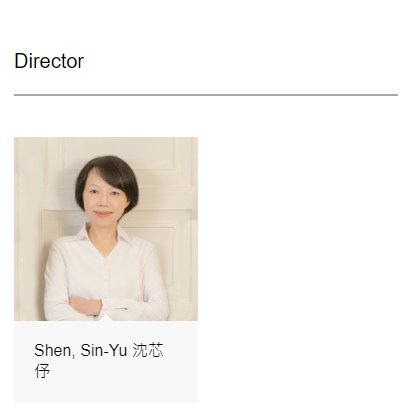 Director
Shen, Sin-Yu 沈芯
伃